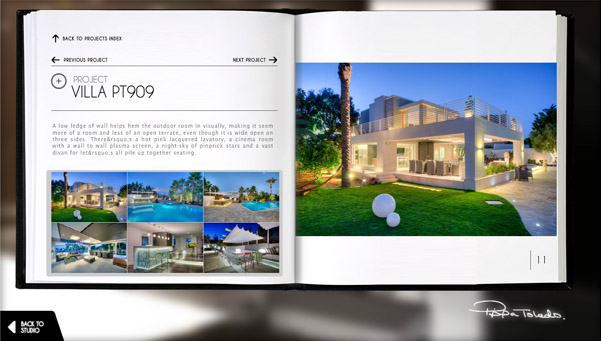 BACK TO PROJECTS INDEX
PREVIOUS PROJECT NEXT PROJECT
PROJECT
VILLA PT909
A low ledge of wall helps hem the outdoor room in visually, making it seem
more of a room and less of an open terrace, even though it is wide open on
three sides. There&rsquo;s a hot pink lacquered lavatory, a cinema room
with a wall to wall plasma screen, a night-sky of pinprick stars and a vast
divan for let&rsquo;s all pile up together seating.
11
Pepa Toledo.
BACK TO
STUDIO